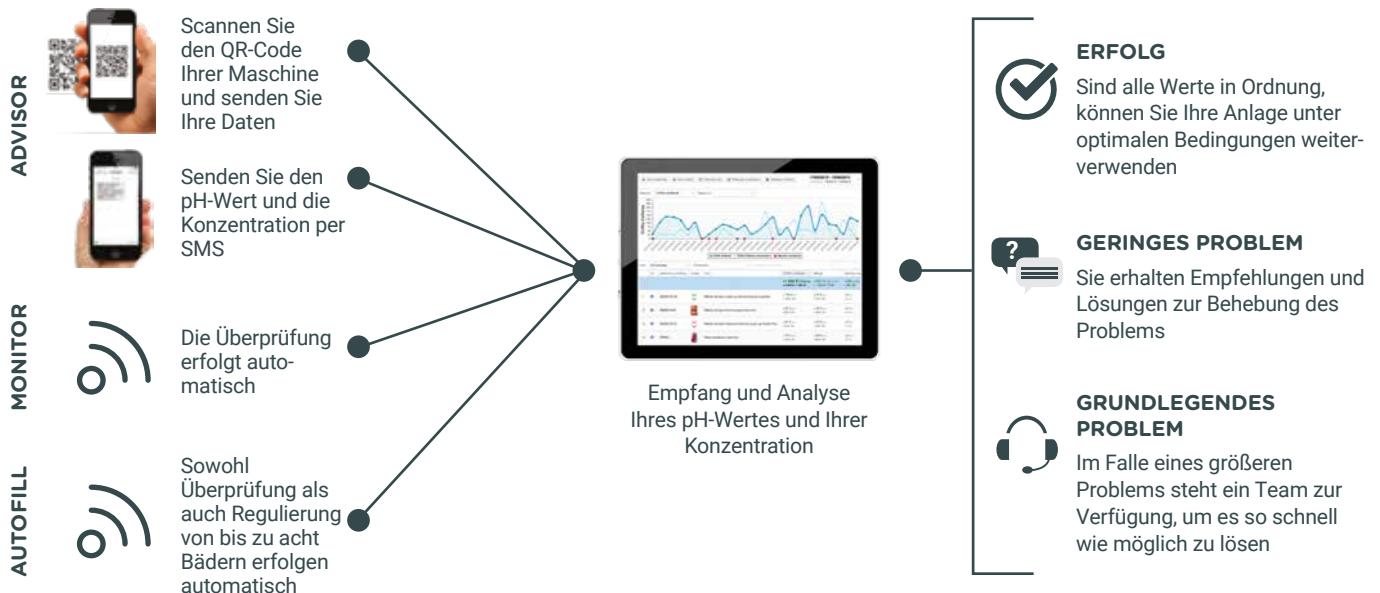 ADVISOR
Scannen Sie
den QR-Code
Ihrer Maschine
und senden Sie
Ihre Daten
Senden Sie den
pH-Wert und die
Konzentration per
SMS
MONITOR
Die Überprüfung
erfolgt auto-
matisch
AUTOFILL
Sowohl
Überprüfung als
auch Regulierung
von bis zu acht
Bädern erfolgen
automatisch
Empfang und Analyse
Ihres pH-Wertes und Ihrer
Konzentration
ERFOLG
Sind alle Werte in Ordnung,
können Sie Ihre Anlage unter
optimalen Bedingungen weiter-
verwenden
?
GERINGES PROBLEM
Sie erhalten Empfehlungen und
Lösungen zur Behebung des
Problems
GRUNDLEGENDES
PROBLEM
Im Falle eines größeren
Problems steht ein Team zur
Verfügung, um es so schnell
wie möglich zu lösen